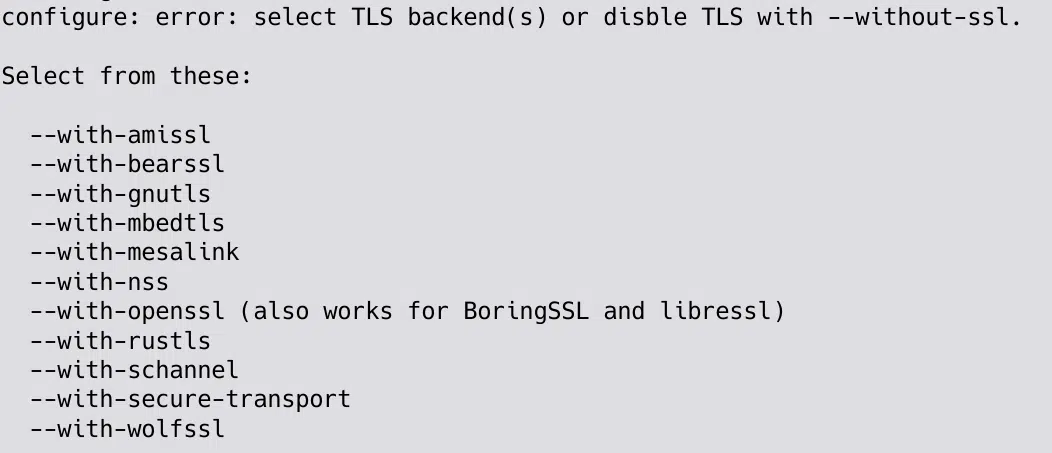 configure: error: select TLS backend(s) or disble TLS with --without-ssl.
Select from these:
--with-amissl
--with-bearssl
--with-gnutls
--with-mbedtls
--with-mesalink
--with-nss
--with-openssl (also works for BoringSSL and libressl)
--with-rustls
--with-schannel
--with-secure-transport
--with-wolfssl